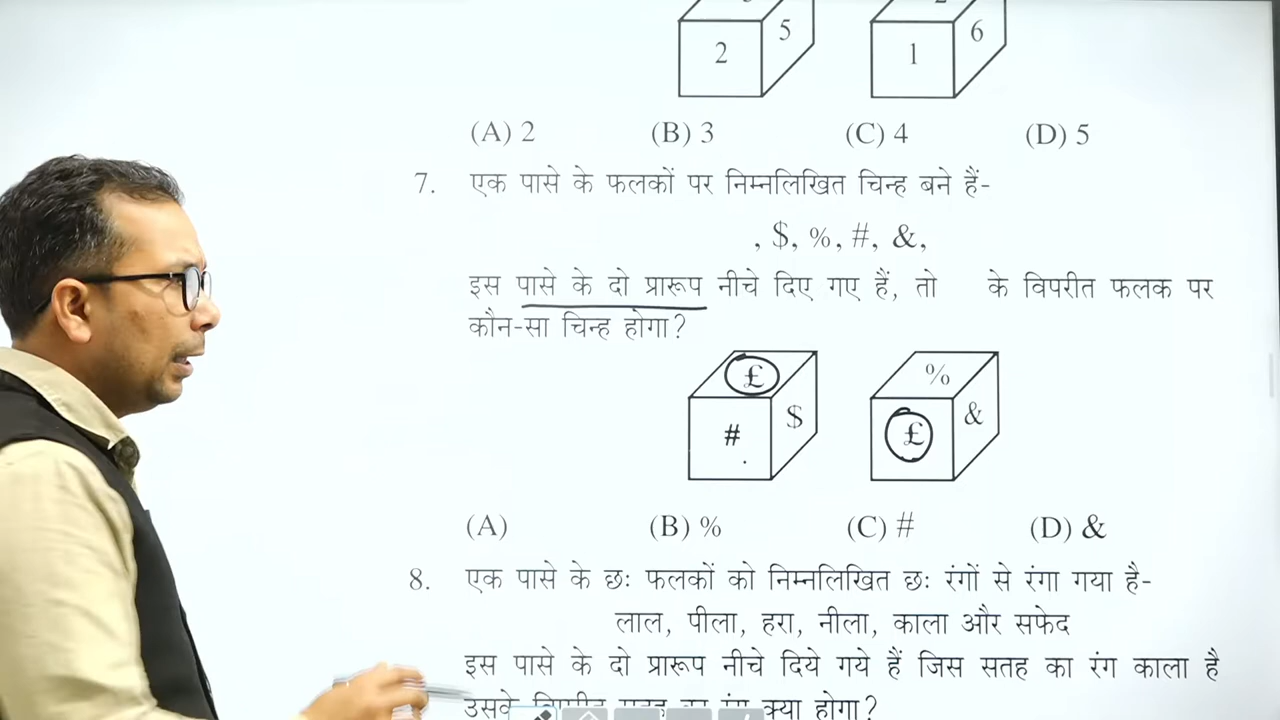 2 5 1 6
(A) 2 (B) 3 (C) 4 (D) 5
7. एक पासे के फलकों पर निम्नलिखित चिन्ह बने हैं-
, $, %, #, &,
इस पासे के दो प्रारूप नीचे दिए गए हैं, तो के विपरीत फलक पर
कौन-सा चिन्ह होगा?
£ # $ % £ &
(A) (B) % (C) # (D) &
8. एक पासे के छः फलकों को निम्नलिखित छः रंगों से रंगा गया है-
लाल, पीला, हरा, नीला, काला और सफेद
इस पासे के दो प्रारूप नीचे दिये गये हैं जिस सतह का रंग काला है
उसके क्या होगा?